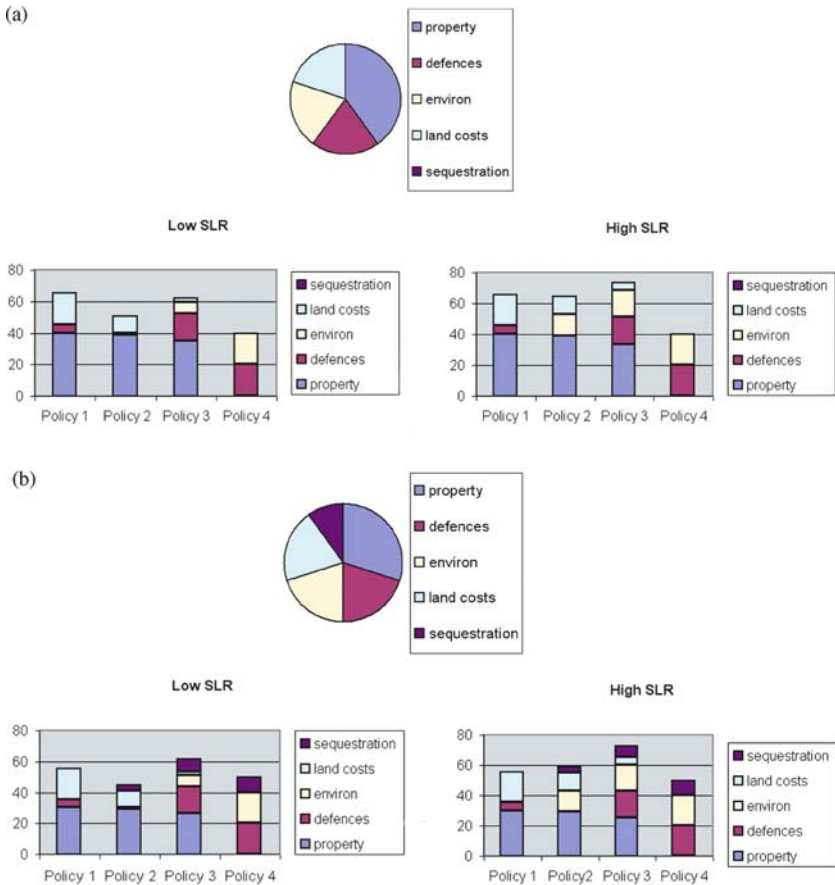 (a)
property
defences
environ
land costs
sequestration
Low SLR
80
60
40
20
0
Policy 1 Policy 2 Policy 3 Policy 4
sequestration
land costs
environ
defences
property
High SLR
80
60
40
20
0
Policy 1 Policy 2 Policy 3 Policy 4
sequestration
land costs
environ
defences
property
(b)
property
defences
environ
land costs
sequestration
Low SLR
80
60
40
20
0
Policy 1 Policy 2 Policy 3 Policy 4
sequestration
land costs
environ
defences
property
High SLR
80
60
40
20
0
Policy 1 Policy2 Policy 3 Policy 4
sequestration
land costs
environ
defences
property